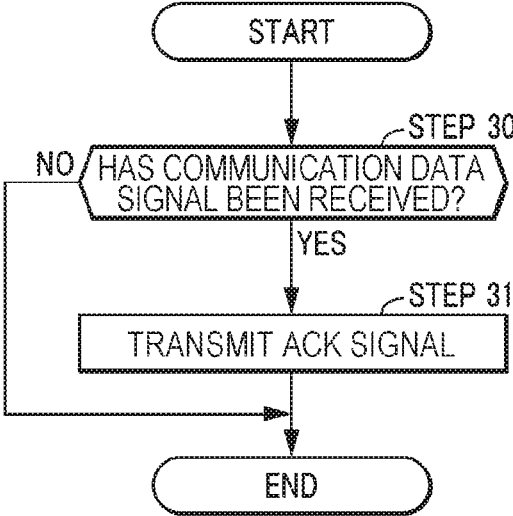 START
STEP 30
NO
HAS COMMUNICATION DATA
SIGNAL BEEN RECEIVED?
YES
STEP 31
TRANSMIT ACK SIGNAL
END